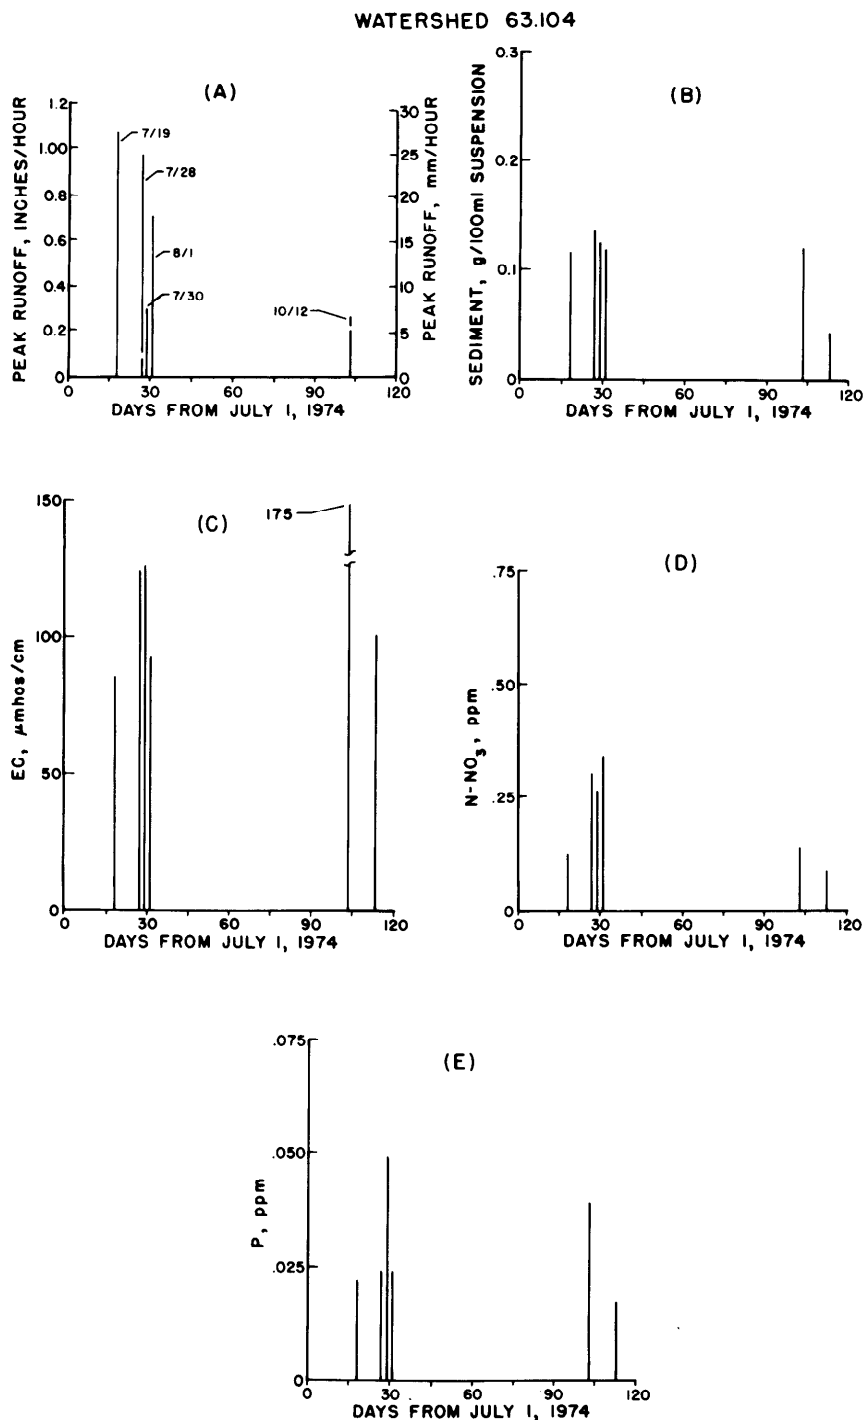 WATERSHED 63.104
(A)
PEAK RUNOFF, INCHES/HOUR
1.2
1.00
0.8
0.6
0.4
0.2
0
7/19
7/28
8/1
7/30
10/12
30
25
20
15
10
5
0
PEAK RUNOFF, mm/HOUR
0 30 60 90 120
DAYS FROM JULY 1, 1974
(B)
SEDIMENT, g/100ml SUSPENSION
0.3
0.2
0.1
0
0 30 60 90 120
DAYS FROM JULY 1, 1974
(C)
EC, µmhos/cm
150
100
50
0
175
0 30 60 90 120
DAYS FROM JULY 1, 1974
(D)
N-NO3, ppm
.75
.50
.25
0
0 30 60 90 120
DAYS FROM JULY 1, 1974
(E)
P, ppm
.075
.050
.025
0
0 30 60 90 120
DAYS FROM JULY 1, 1974